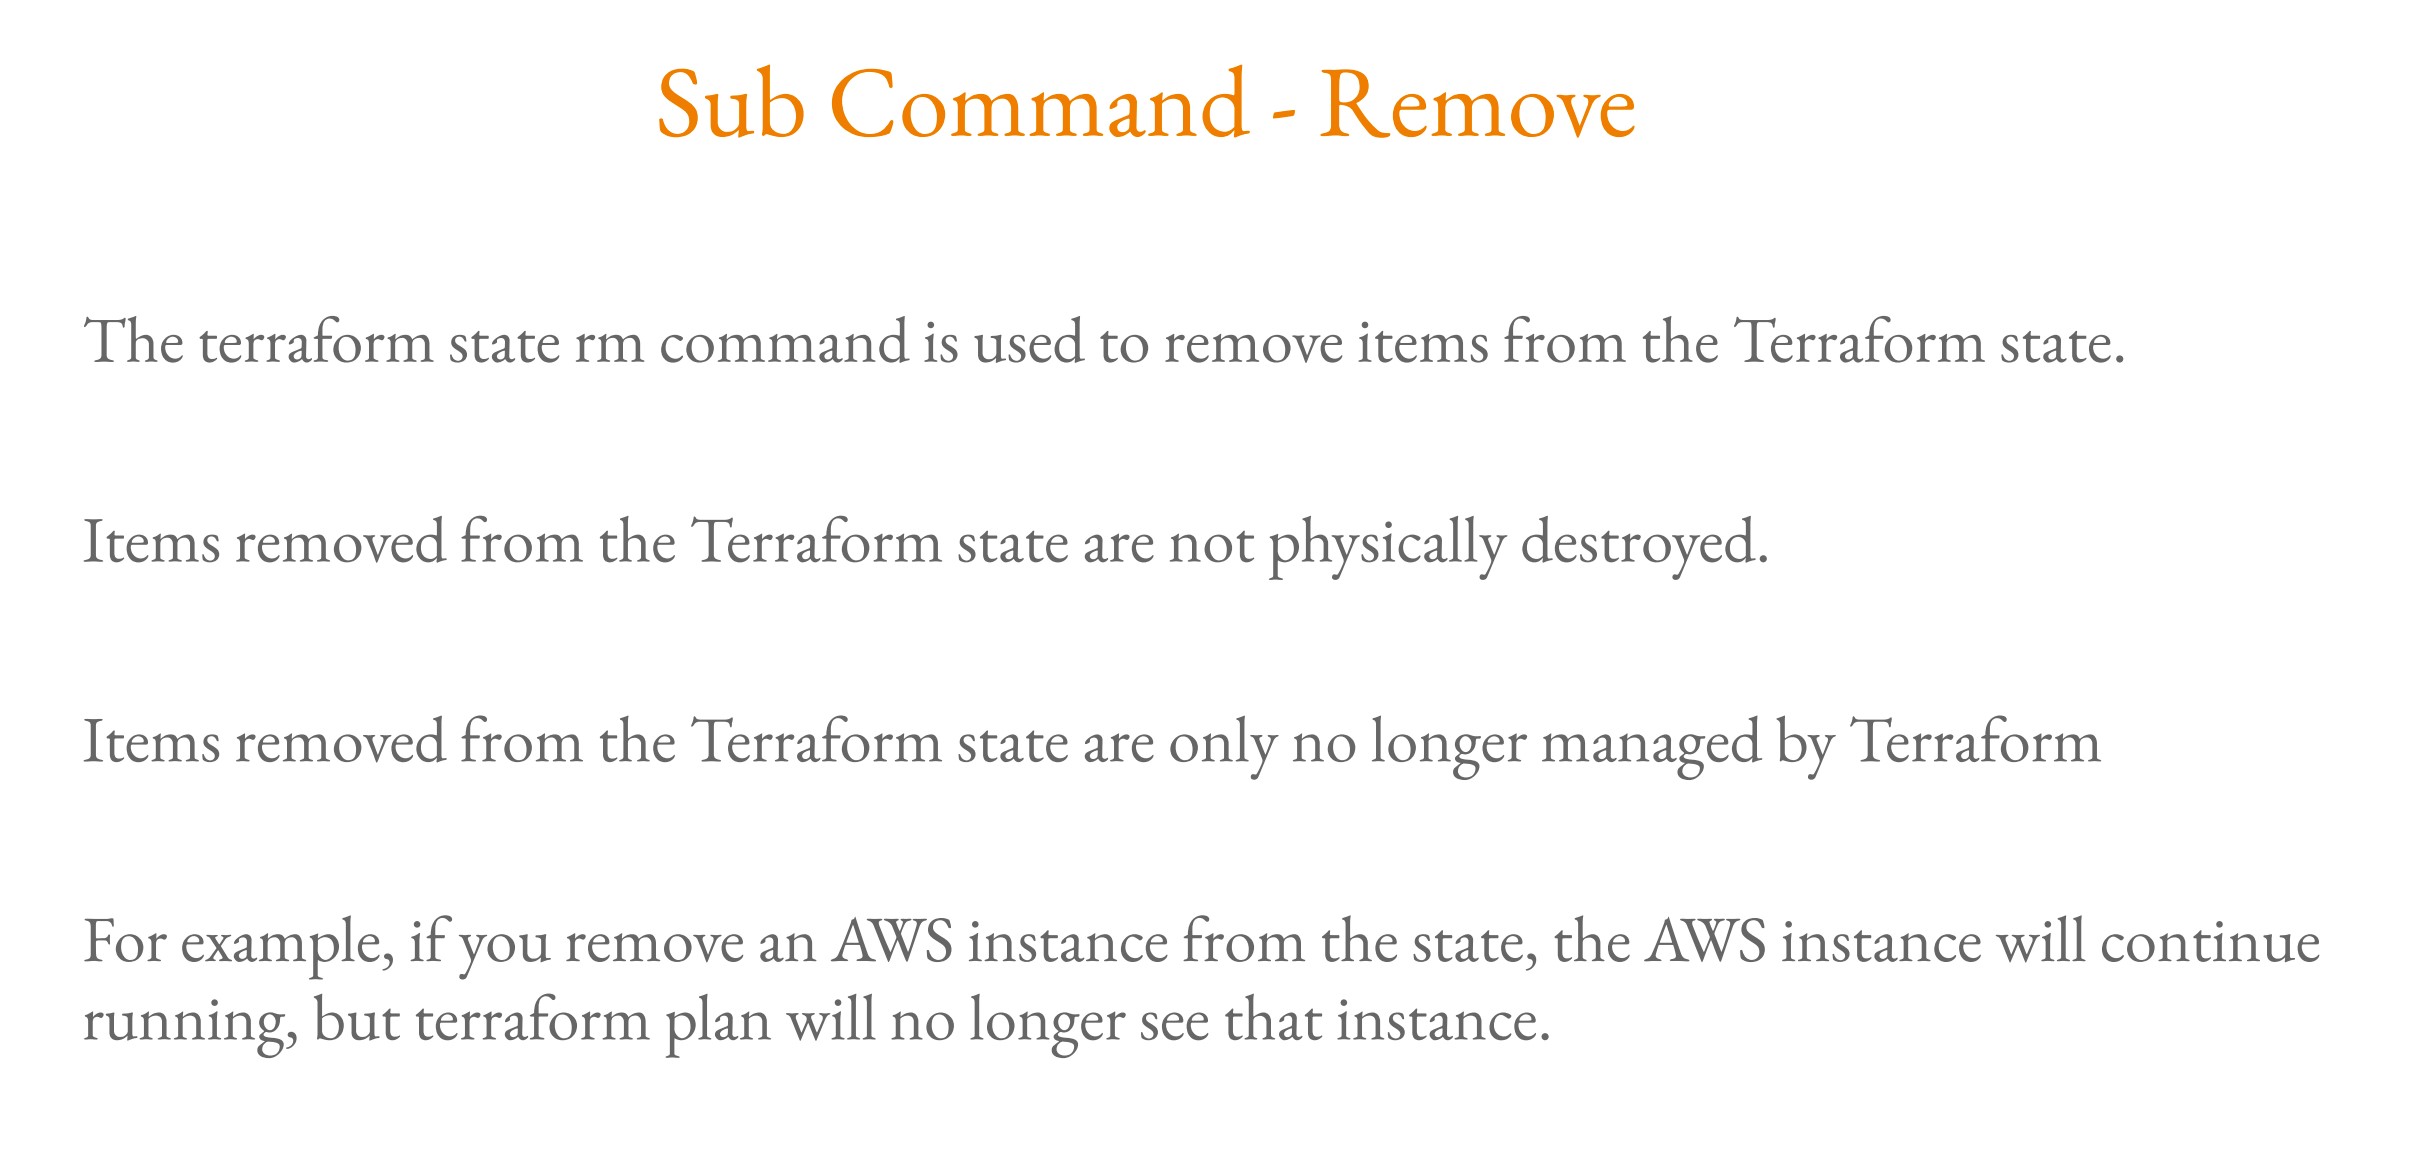 Sub Command - Remove
The terraform state rm command is used to remove items from the Terraform state.
Items removed from the Terraform state are not physically destroyed.
Items removed from the Terraform state are only no longer managed by Terraform
For example, if you remove an AWS instance from the state, the AWS instance will continue
running, but terraform plan will no longer see that instance.